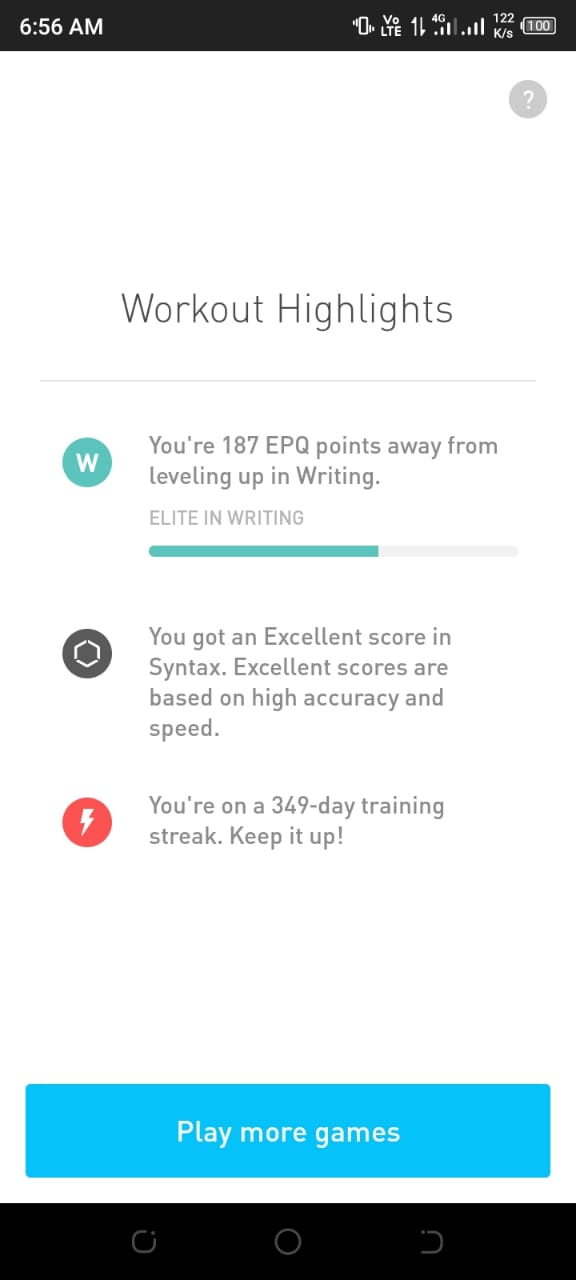 6:56 AM
Vo LTE 4G 122 K/s 100
?
Workout Highlights
W
You're 187 EPQ points away from
leveling up in Writing.
ELITE IN WRITING
You got an Excellent score in
Syntax. Excellent scores are
based on high accuracy and
speed.
You're on a 349-day training
streak. Keep it up!
Play more games